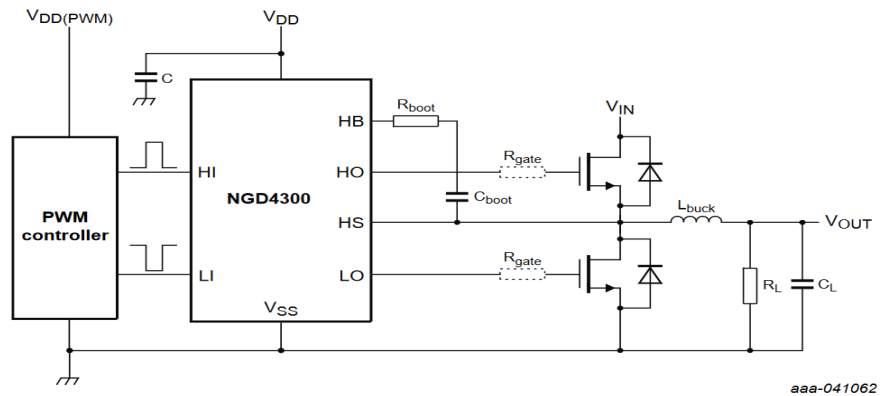 VDD(PWM)
VDD
C
Rboot
VIN
HB
Rgate
HI
HO
NGD4300
Cboot
PWM
controller
HS
Lbuck
VOUT
Rgate
LI
LO
RL
CL
VSS
aaa-041062